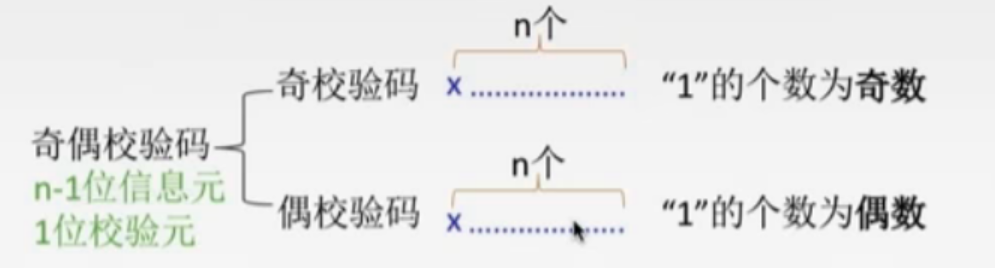 n个
奇校验码 x................... “1”的个数为奇数
奇偶校验码
n-1位信息元
1位校验元
n个
偶校验码 x................... “1”的个数为偶数